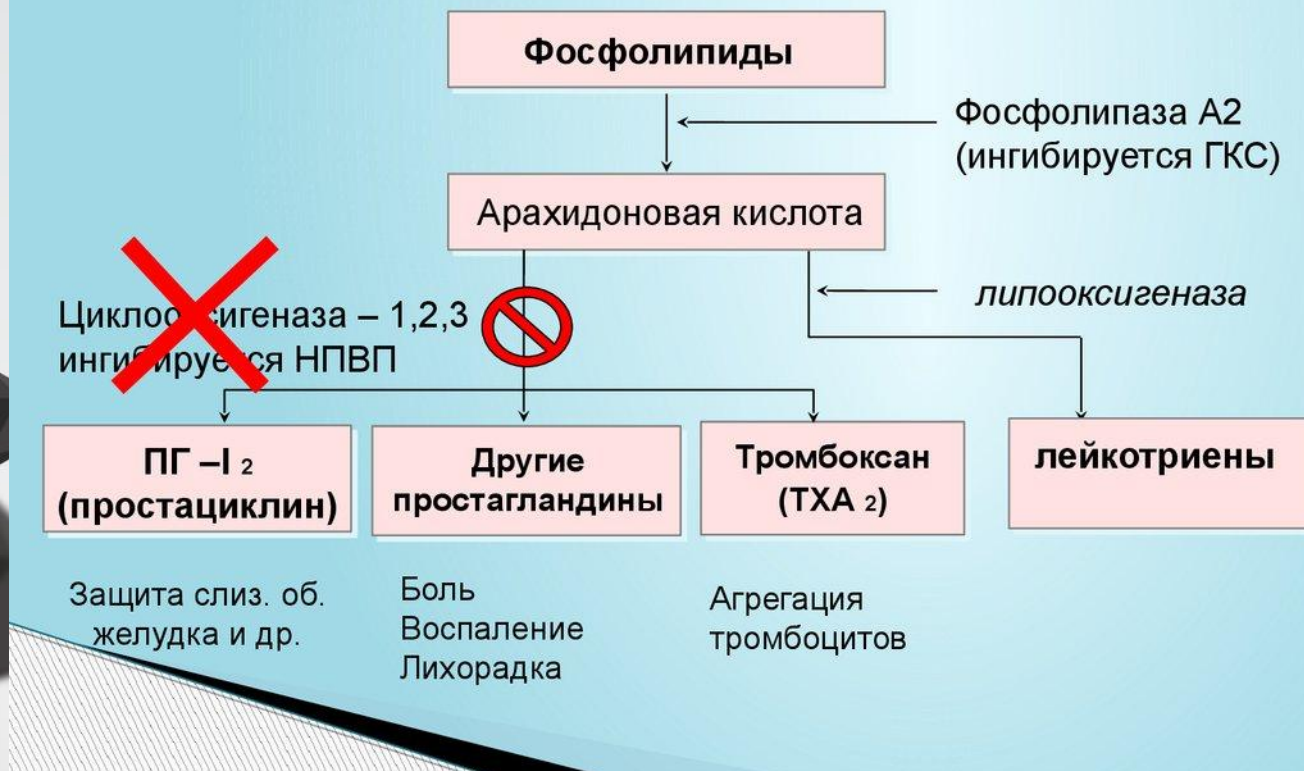 Фосфолипиды
Фосфолипаза А2
(ингибируется ГКС)
Арахидоновая кислота
липооксигеназа
Циклооксигеназа – 1,2,3
ингибируется НПВП
ПГ –I 2
(простациклин)
Другие
простагландины
Тромбоксан
(ТХА 2)
лейкотриены
Защита слиз. об.
желудка и др.
Боль
Воспаление
Лихорадка
Агрегация
тромбоцитов